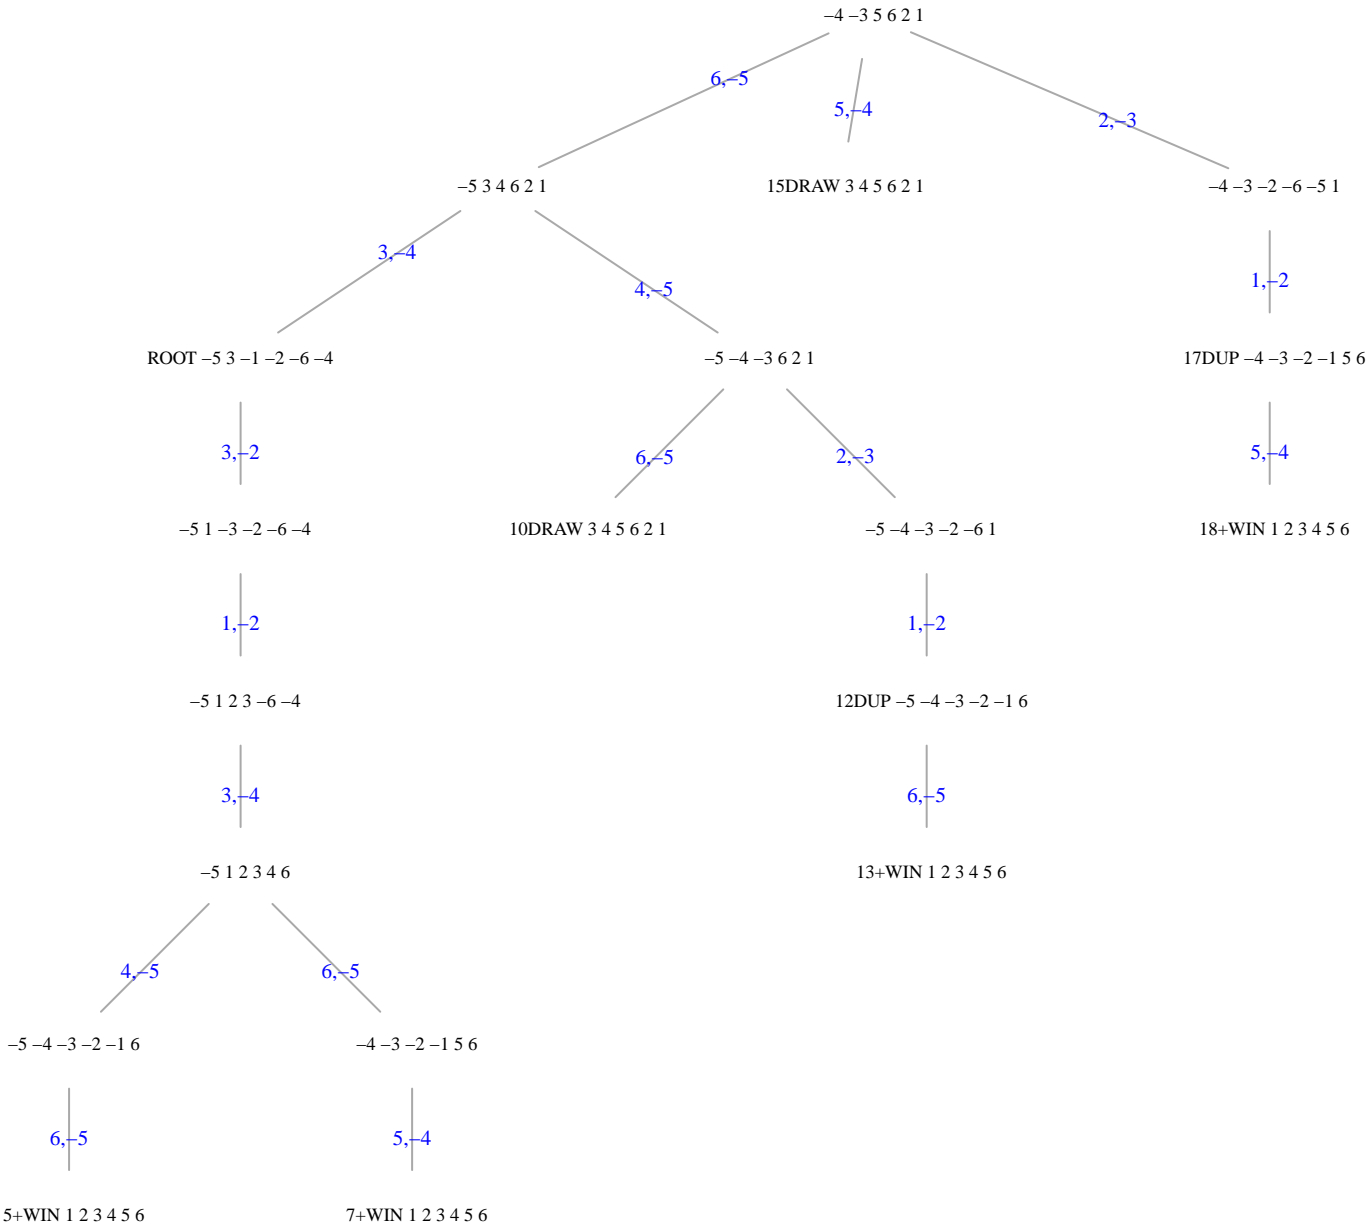 –4 –3 5 6 2 1
6,–5
5,–4
2,–3
–5 3 4 6 2 1
15DRAW 3 4 5 6 2 1
–4 –3 –2 –6 –5 1
3,–4
4,–5
1,–2
ROOT –5 3 –1 –2 –6 –4
–5 –4 –3 6 2 1
17DUP –4 –3 –2 –1 5 6
3,–2
6,–5
2,–3
5,–4
–5 1 –3 –2 –6 –4
10DRAW 3 4 5 6 2 1
–5 –4 –3 –2 –6 1
18+WIN 1 2 3 4 5 6
1,–2
1,–2
–5 1 2 3 –6 –4
12DUP –5 –4 –3 –2 –1 6
3,–4
6,–5
–5 1 2 3 4 6
13+WIN 1 2 3 4 5 6
4,–5
6,–5
–5 –4 –3 –2 –1 6
–4 –3 –2 –1 5 6
6,–5
5,–4
5+WIN 1 2 3 4 5 6
7+WIN 1 2 3 4 5 6